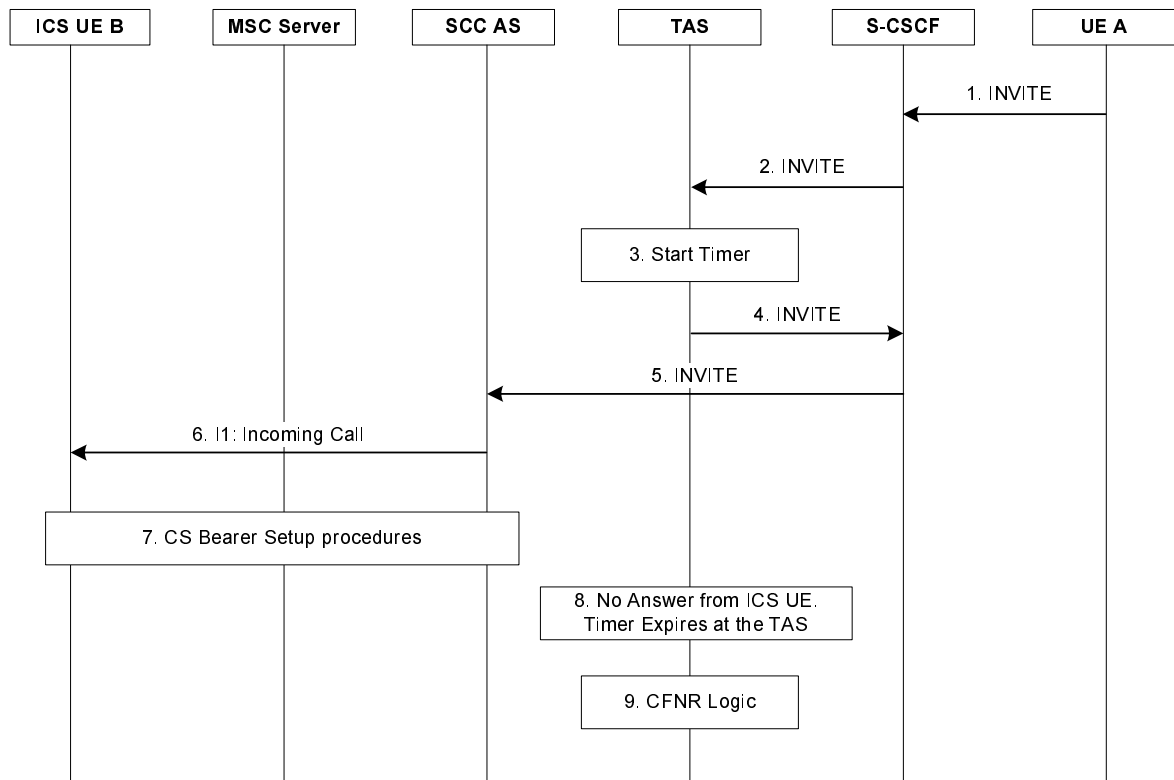 ICS UE B
MSC Server
SCC AS
TAS
S-CSCF
UE A
1. INVITE
2. INVITE
3. Start Timer
4. INVITE
5. INVITE
6. I1: Incoming Call
7. CS Bearer Setup procedures
8. No Answer from ICS UE.
Timer Expires at the TAS
9. CFNR Logic